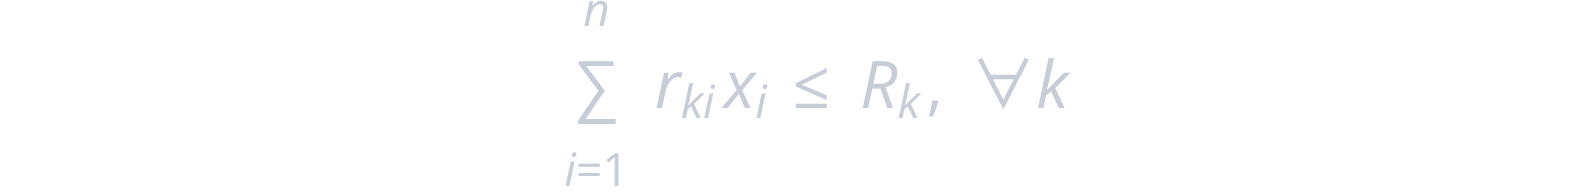 n
∑ r_{ki} x_i ≤ R_k, ∀k
i=1